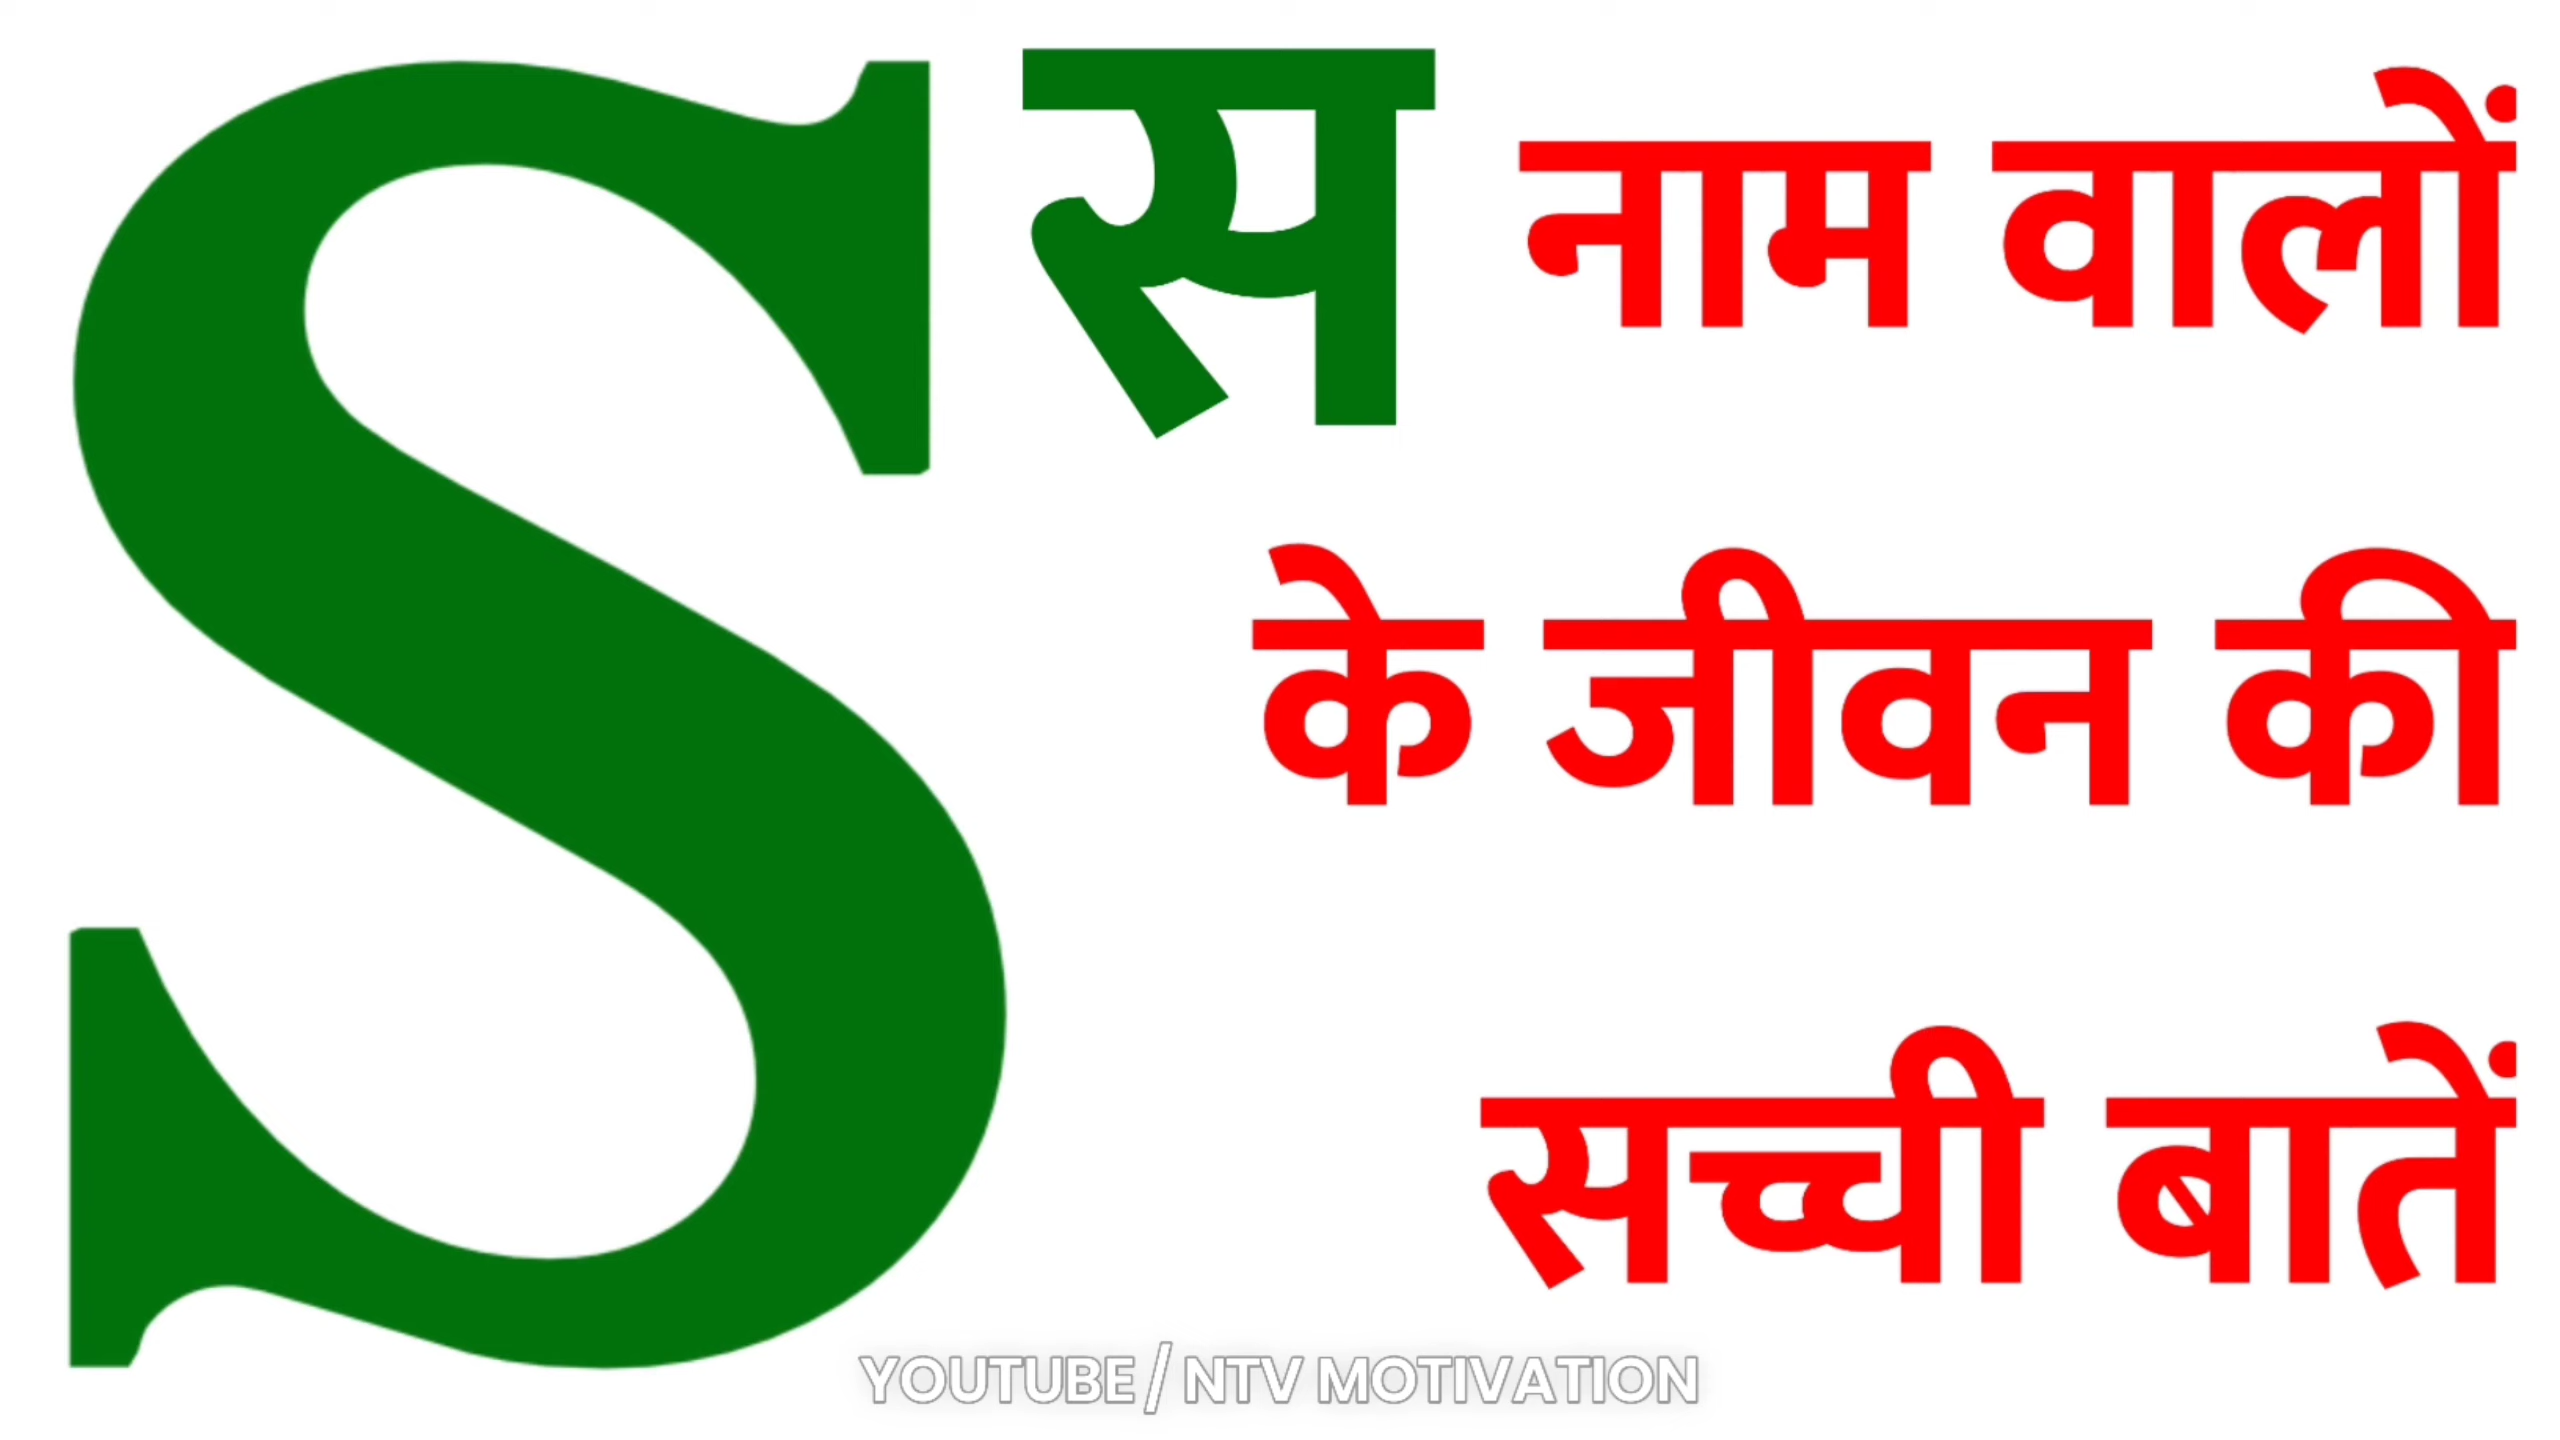 S स नाम वालों
के जीवन की
सच्ची बातें
YOUTUBE / NTV MOTIVATION